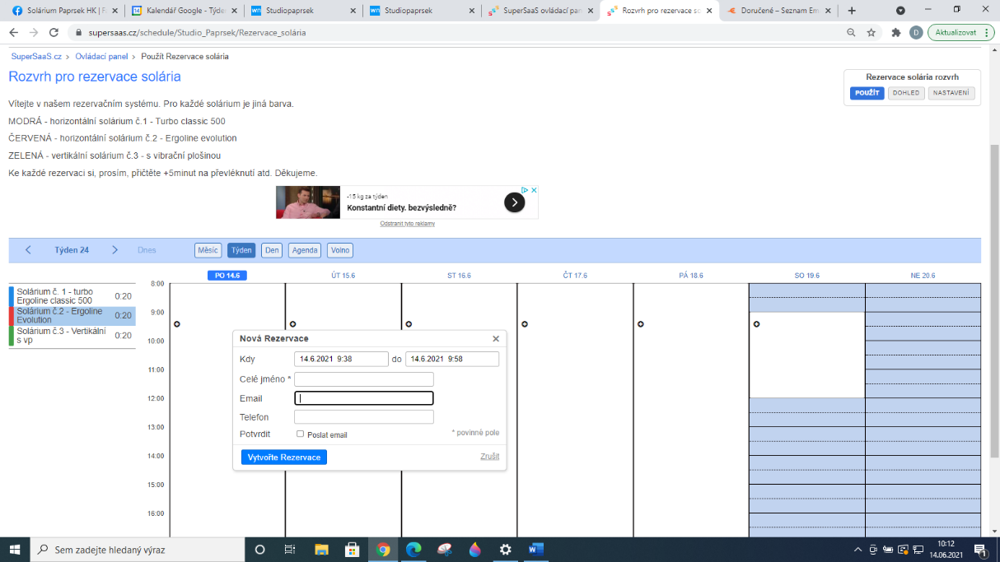 Solárium Paprsek HK | F
Kalendář Google - Týde
Studiopaprsek
Studiopaprsek
SuperSaaS ovládací pan
Rozvrh pro rezervace so
Doručené – Seznam Em
supersaas.cz/schedule/Studio_Paprsek/Rezervace_solária
D
Aktualizovat
SuperSaaS.cz > Ovládací panel > Použít Rezervace solária
Rozvrh pro rezervace solária
Rezervace solária rozvrh
POUŽÍT DOHLED NASTAVENÍ
Vítejte v našem rezervačním systému. Pro každé solárium je jiná barva.
MODRÁ - horizontální solárium č.1 - Turbo classic 500
ČERVENÁ - horizontální solárium č.2 - Ergoline evolution
ZELENÁ - vertikální solárium č.3 - s vibrační plošinou
Ke každé rezervaci si, prosím, přičtěte +5minut na převléknutí atd. Děkujeme.
-15 kg za týden
Konstantní diety. bezvýsledně?
Odstranit tyto reklamy
Týden 24 Dnes Měsíc Týden Den Agenda Volno
PO 14.6 ÚT 15.6 ST 16.6 ČT 17.6 PÁ 18.6 SO 19.6 NE 20.6
Solárium č. 1 - turbo
Ergoline classic 500 0:20
Solárium č.2 - Ergoline
Evolution 0:20
Solárium č.3 - Vertikální
s vp 0:20
8:00
9:00
10:00
11:00
12:00
13:00
14:00
15:00
16:00
Nová Rezervace
Kdy 14.6.2021 9:38 do 14.6.2021 9:58
Celé jméno *
Email
Telefon
Potvrdit Poslat email * povinné pole
Vytvořte Rezervace Zrušit
Sem zadejte hledaný výraz
10:12
14.06.2021
1